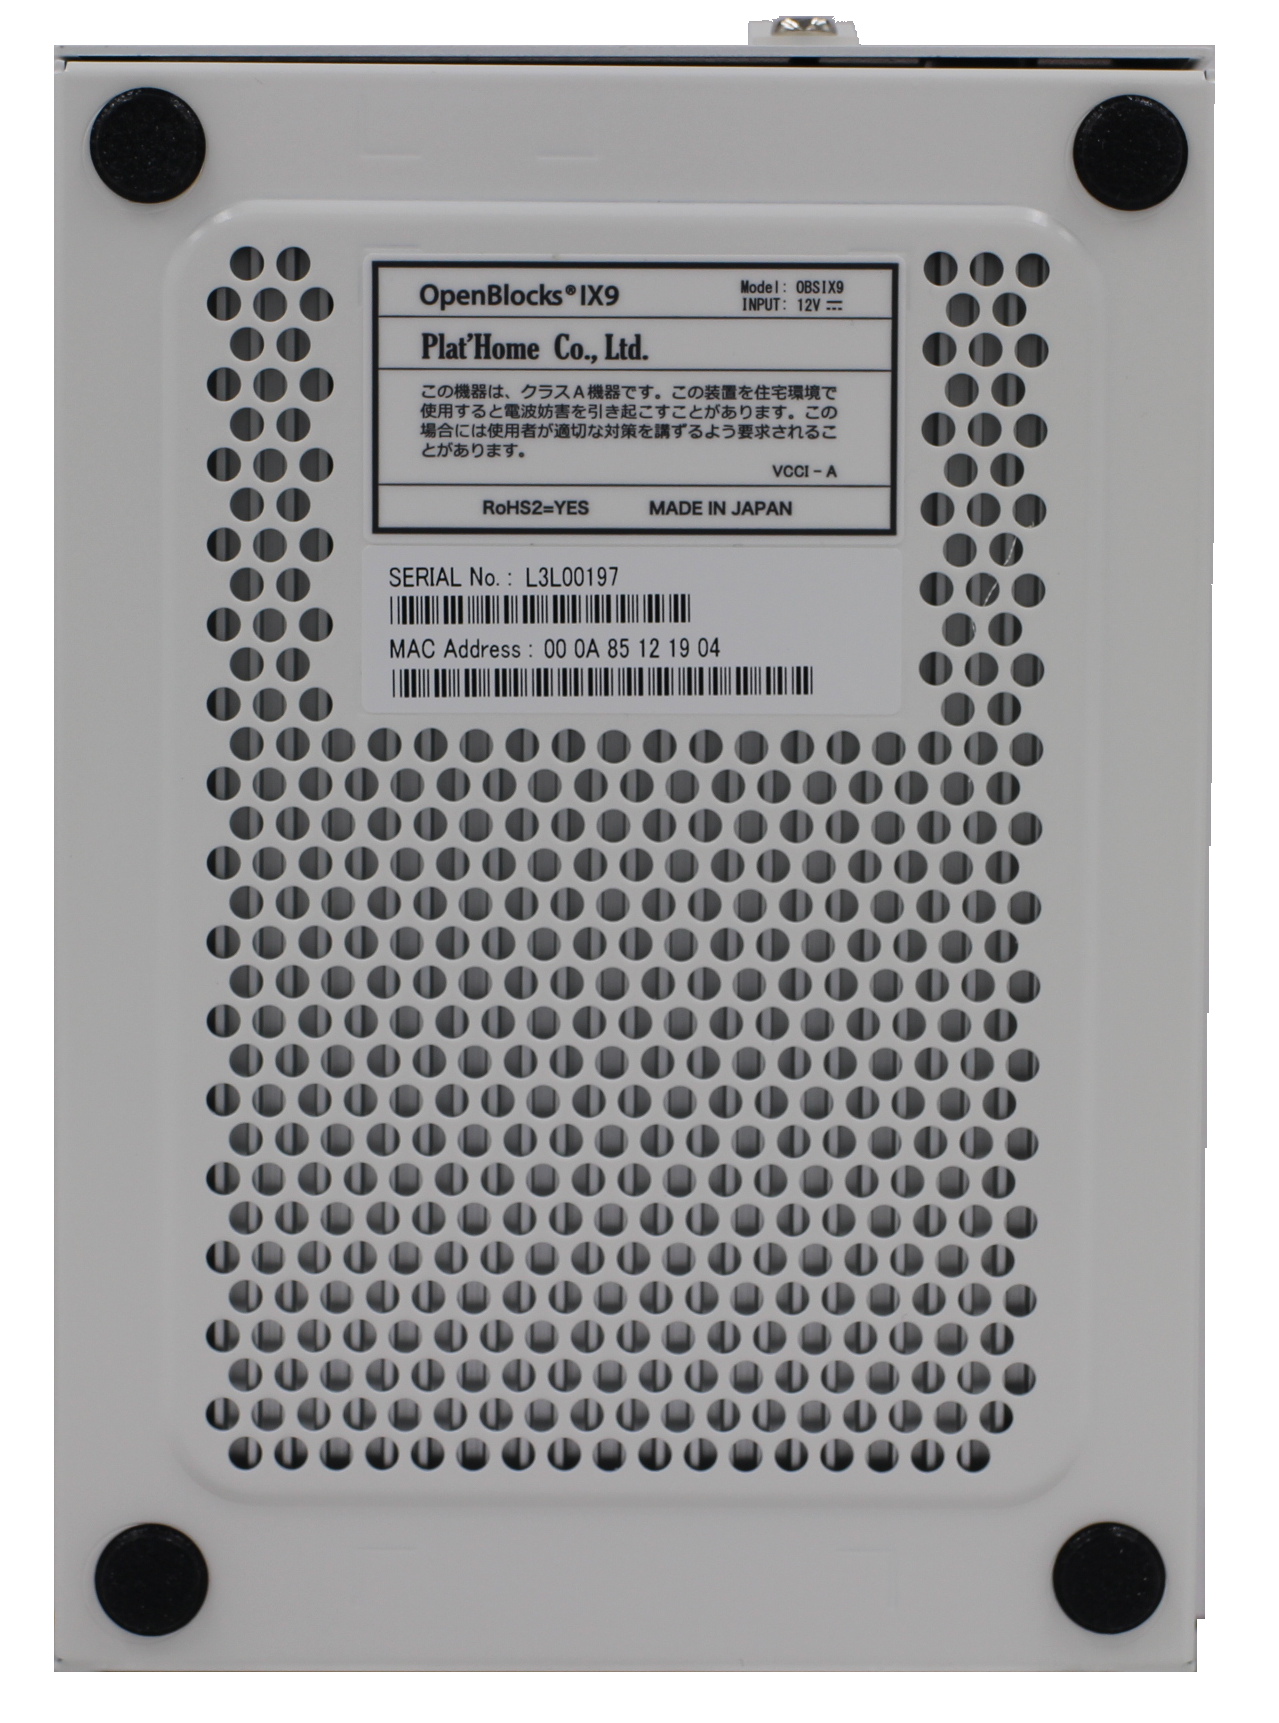 OpenBlocks®IX9
Model: OBSIX9
INPUT: 12V ⎓
Plat'Home Co., Ltd.
この機器は、クラスA機器です。この装置を住宅環境で
使用すると電波妨害を引き起こすことがあります。この
場合には使用者が適切な対策を講ずるよう要求されるこ
とがあります。
VCCI－A
RoHS2=YES MADE IN JAPAN
SERIAL No.: L3L00197
MAC Address: 00 0A 85 12 19 04